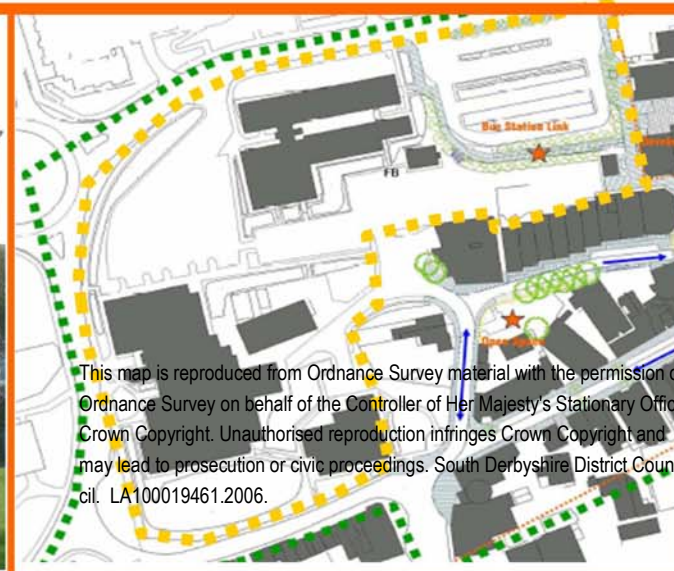 Bus Station Link
FB
Open Space
This map is reproduced from Ordnance Survey material with the permission o
Ordnance Survey on behalf of the Controller of Her Majesty's Stationary Offic
Crown Copyright. Unauthorised reproduction infringes Crown Copyright and
may lead to prosecution or civic proceedings. South Derbyshire District Coun
cil. LA100019461.2006.